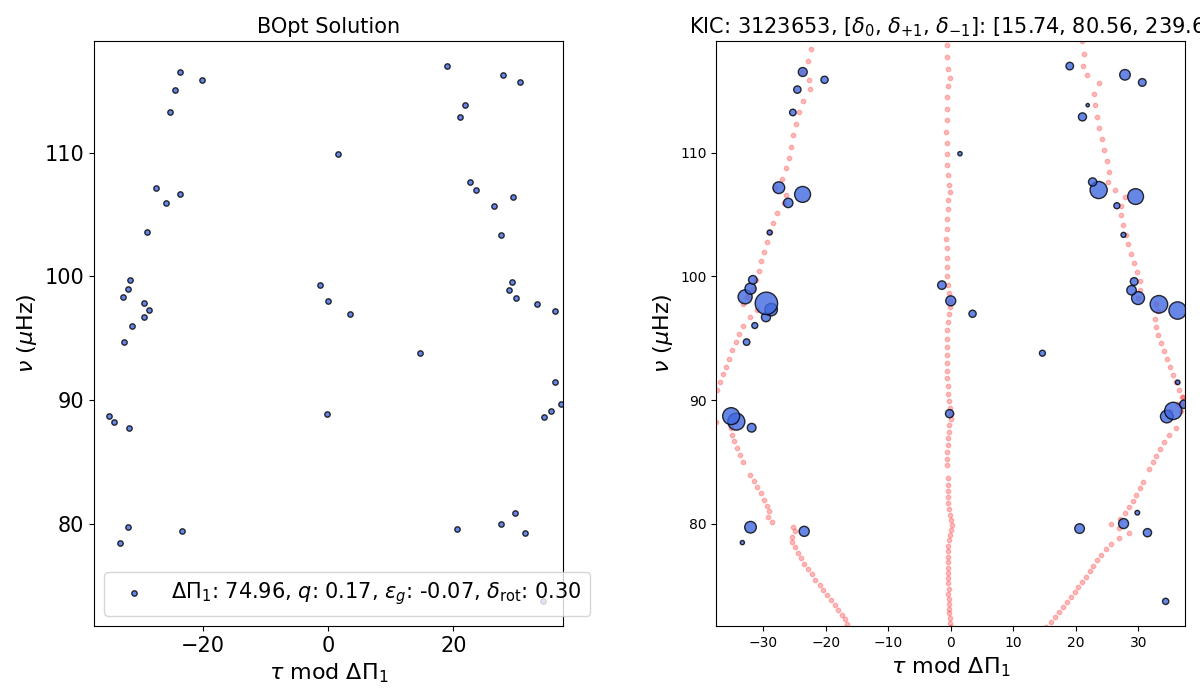 BOpt Solution
KIC: 3123653, [δ₀, δ₊₁, δ₋₁]: [15.74, 80.56, 239.6
110
100
90
80
ν (μHz)
ΔΠ₁: 74.96, q: 0.17, ε_g: -0.07, δ_rot: 0.30
−20 0 20
τ mod ΔΠ₁
110
100
90
80
ν (μHz)
−30 −20 −10 0 10 20 30
τ mod ΔΠ₁